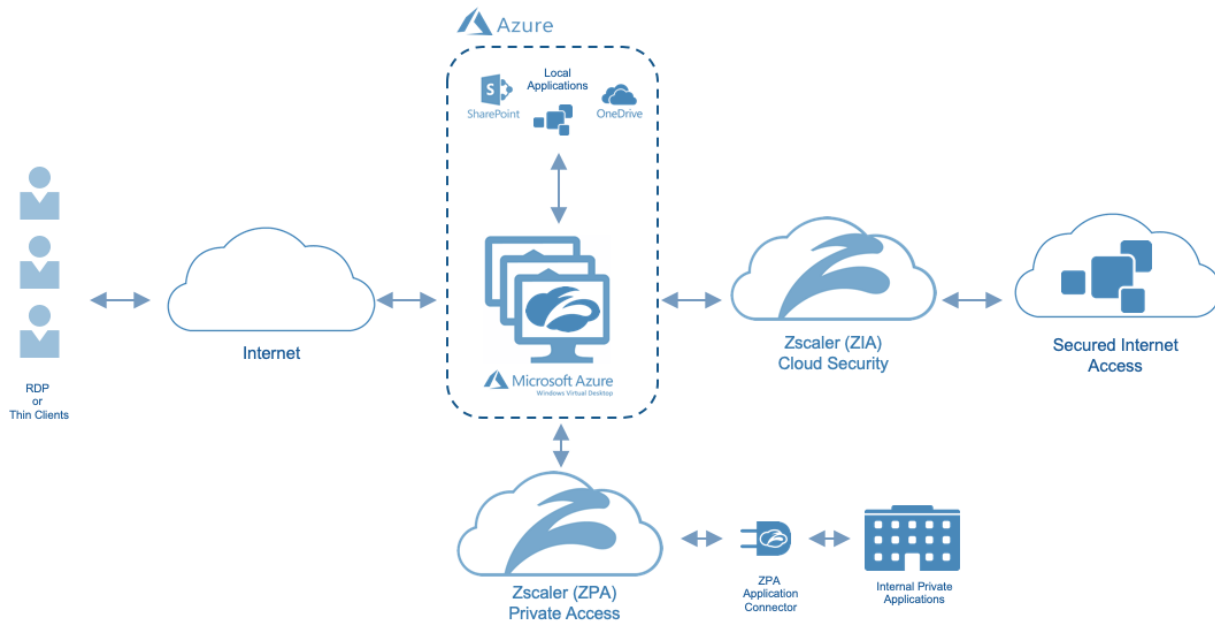 Azure
Local
Applications
SharePoint
OneDrive
Microsoft Azure
Windows Virtual Desktop
RDP
or
Thin Clients
Internet
Zscaler (ZIA)
Cloud Security
Secured Internet
Access
Zscaler (ZPA)
Private Access
ZPA
Application
Connector
Internal Private
Applications